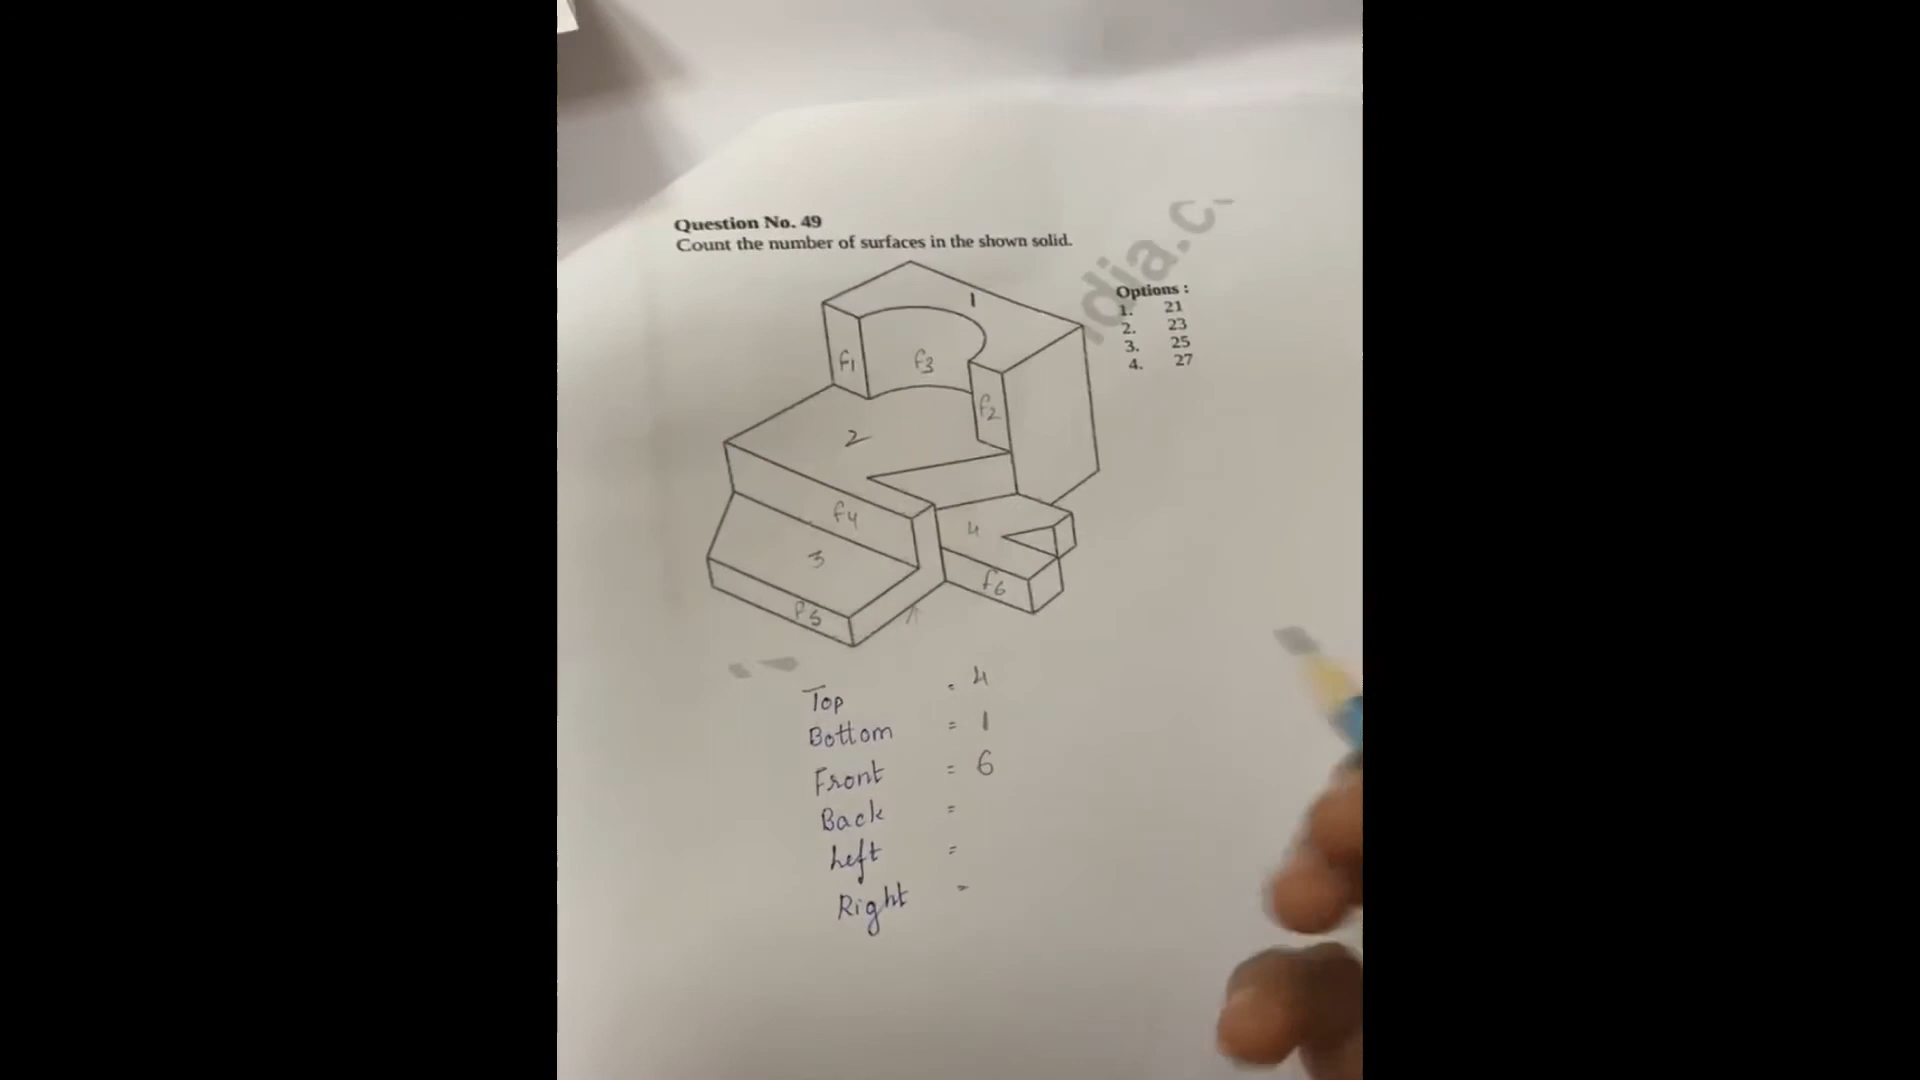 Question No. 49
Count the number of surfaces in the shown solid.
dia.c
Options :
1. 21
2. 23
3. 25
4. 27
1
f1
f3
f2
2
f4
4
3
f6
f5
Top = 4
Bottom = 1
Front = 6
Back =
Left =
Right =